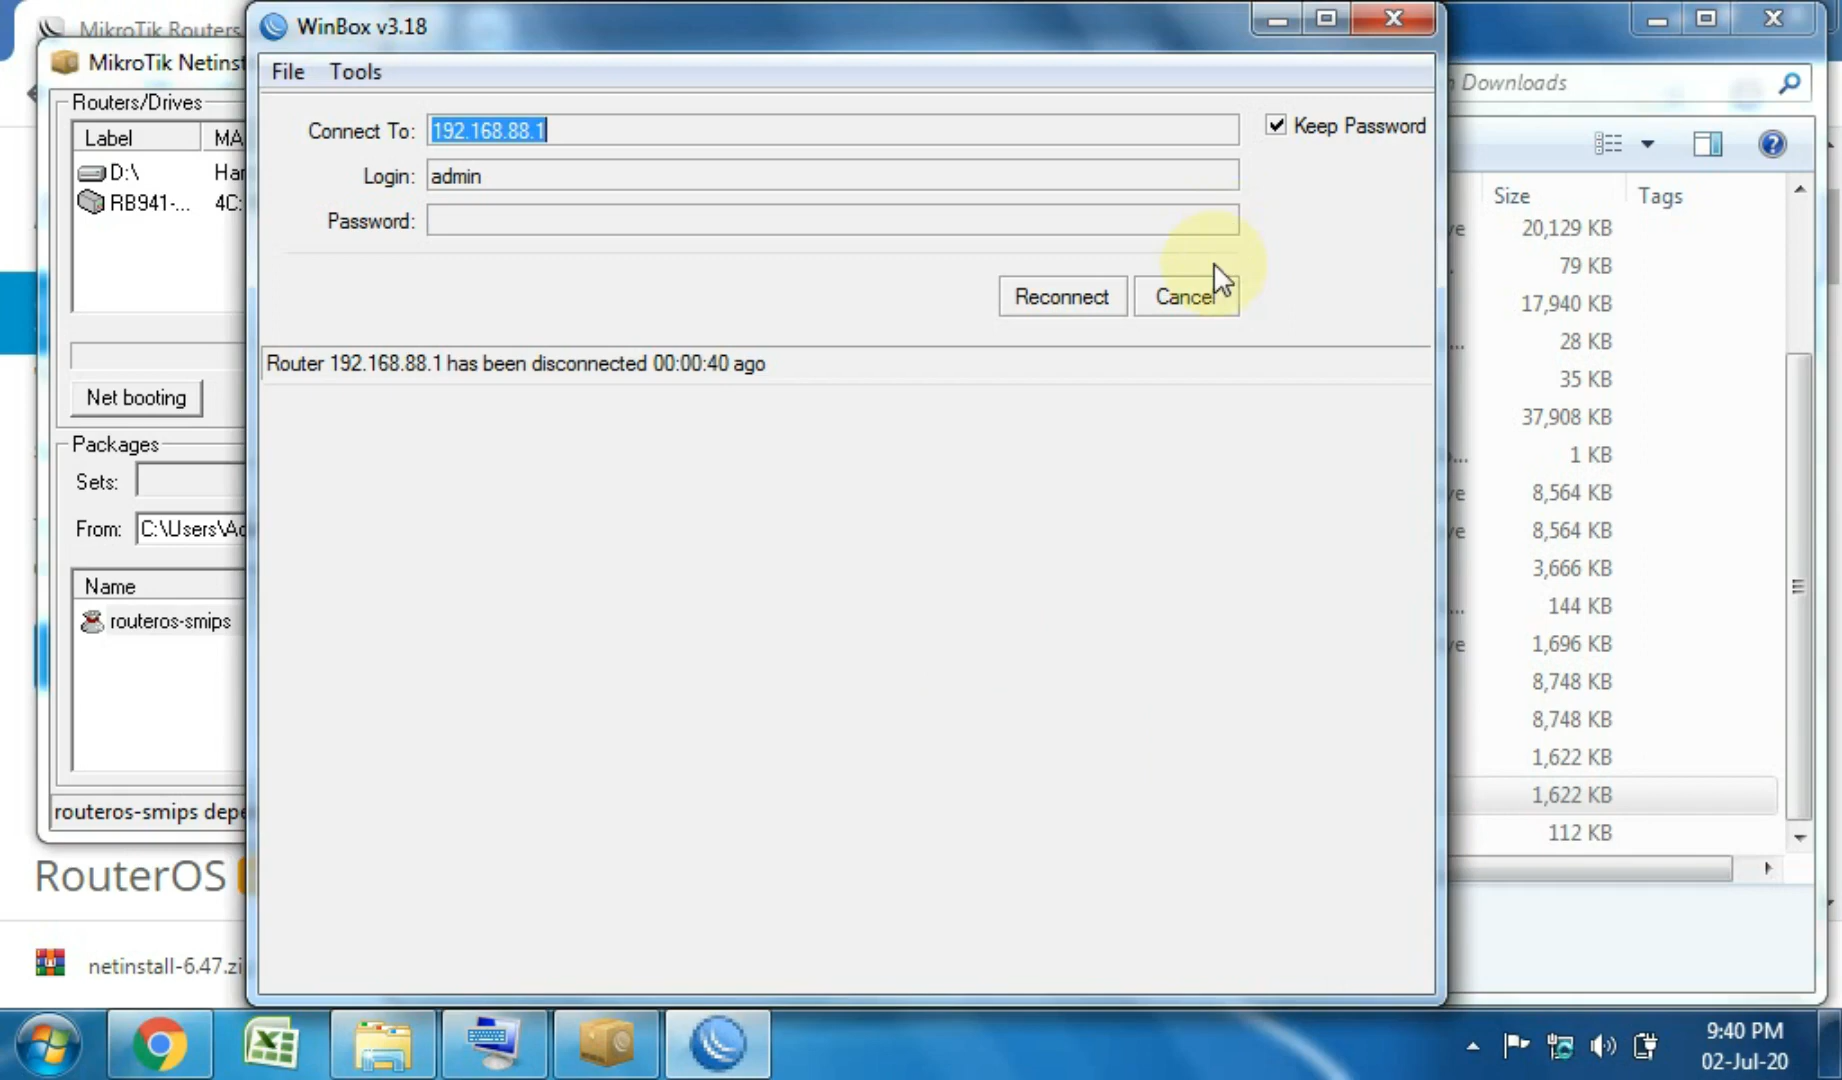 MikroTik Routers
WinBox v3.18
MikroTik Netinst
File Tools
Downloads
Routers/Drives
Label MA
Connect To: 192.168.88.1
Keep Password
D:\ Har
Login: admin
RB941-... 4C:
Password:
Size Tags
20,129 KB
79 KB
Reconnect Cancel
17,940 KB
28 KB
Router 192.168.88.1 has been disconnected 00:00:40 ago
35 KB
Net booting
37,908 KB
Packages
1 KB
Sets:
8,564 KB
From: C:\Users\Ac
8,564 KB
3,666 KB
Name
144 KB
routeros-smips
1,696 KB
8,748 KB
8,748 KB
1,622 KB
1,622 KB
routeros-smips depe
112 KB
RouterOS
netinstall-6.47.zi
9:40 PM
02-Jul-20